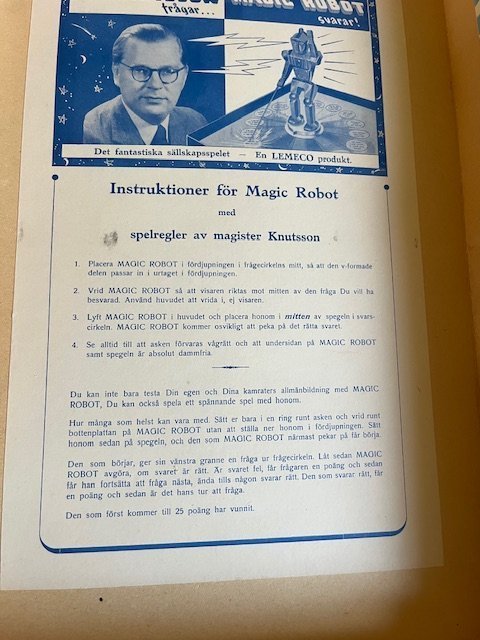 frågar...
MAGIC ROBOT
svarar!
Det fantastiska sällskapsspelet — En LEMECO produkt.
Instruktioner för Magic Robot
med
spelregler av magister Knutsson
1. Placera MAGIC ROBOT i fördjupningen i frågecirkelns mitt, så att den v-formade
delen passar in i urtaget i fördjupningen.
2. Vrid MAGIC ROBOT så att visaren riktas mot mitten av den fråga Du vill ha
besvarad. Använd huvudet att vrida i, ej visaren.
3. Lyft MAGIC ROBOT i huvudet och placera honom i mitten av spegeln i svars-
cirkeln. MAGIC ROBOT kommer osvikligt att peka på det rätta svaret.
4. Se alltid till att asken förvaras vågrätt och att undersidan på MAGIC ROBOT
samt spegeln är absolut dammfria.
Du kan inte bara testa Din egen och Dina kamraters allmänbildning med MAGIC
ROBOT, Du kan också spela ett spännande spel med honom.
Hur många som helst kan vara med. Sätt er bara i en ring runt asken och vrid runt
bottenplattan på MAGIC ROBOT utan att ställa ner honom i fördjupningen. Sätt
honom sedan på spegeln, och den som MAGIC ROBOT närmast pekar på får börja.
Den som börjar, ger sin vänstra granne en fråga ur frågecirkeln. Låt sedan MAGIC
ROBOT avgöra, om svaret är rätt. Är svaret fel, får frågaren en poäng och sedan
får han fortsätta att fråga nästa, ända tills någon svarar rätt. Den som svarar rätt, får
en poäng och sedan är det hans tur att fråga.
Den som först kommer till 25 poäng har vunnit.